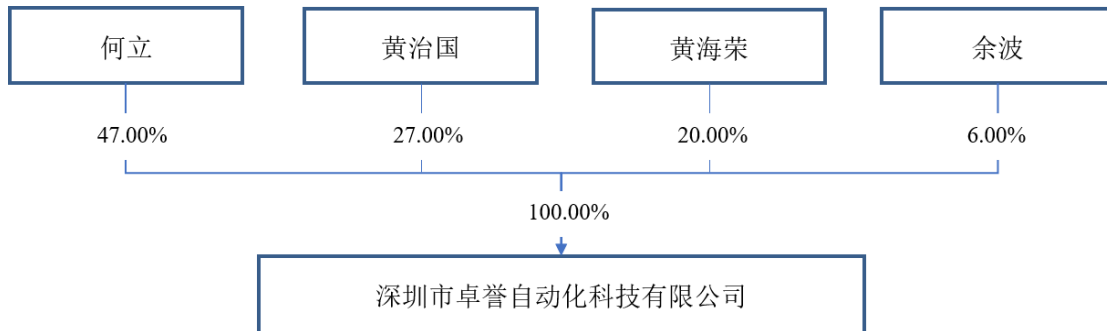 何立
黄治国
黄海荣
余波
47.00%
27.00%
20.00%
6.00%
100.00%
深圳市卓誉自动化科技有限公司